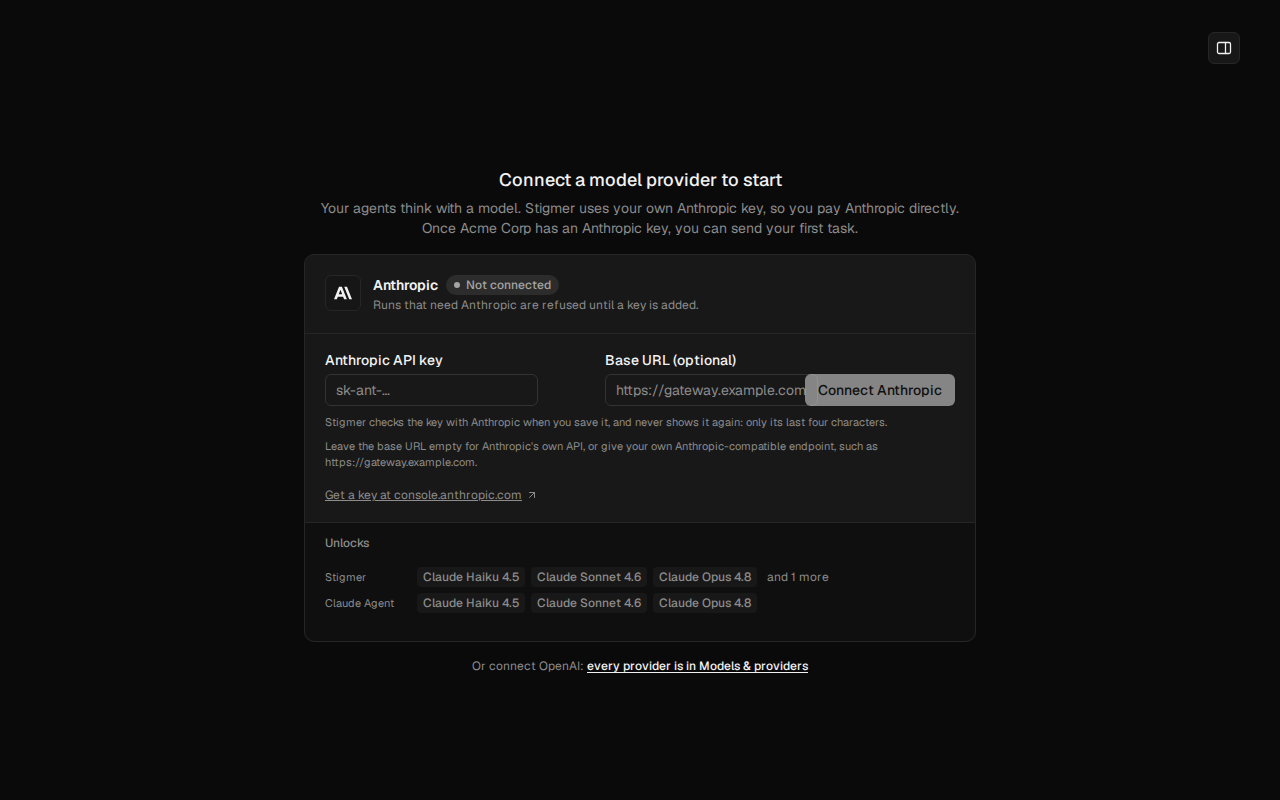 Connect a model provider to start
Your agents think with a model. Stigmer uses your own Anthropic key, so you pay Anthropic directly.
Once Acme Corp has an Anthropic key, you can send your first task.
Anthropic
Not connected
Runs that need Anthropic are refused until a key is added.
Anthropic API key
Base URL (optional)
sk-ant-...
https://gateway.example.com
Connect Anthropic
Stigmer checks the key with Anthropic when you save it, and never shows it again: only its last four characters.
Leave the base URL empty for Anthropic's own API, or give your own Anthropic-compatible endpoint, such as
https://gateway.example.com.
Get a key at console.anthropic.com
Unlocks
Stigmer Claude Haiku 4.5 Claude Sonnet 4.6 Claude Opus 4.8 and 1 more
Claude Agent Claude Haiku 4.5 Claude Sonnet 4.6 Claude Opus 4.8
Or connect OpenAI: every provider is in Models & providers